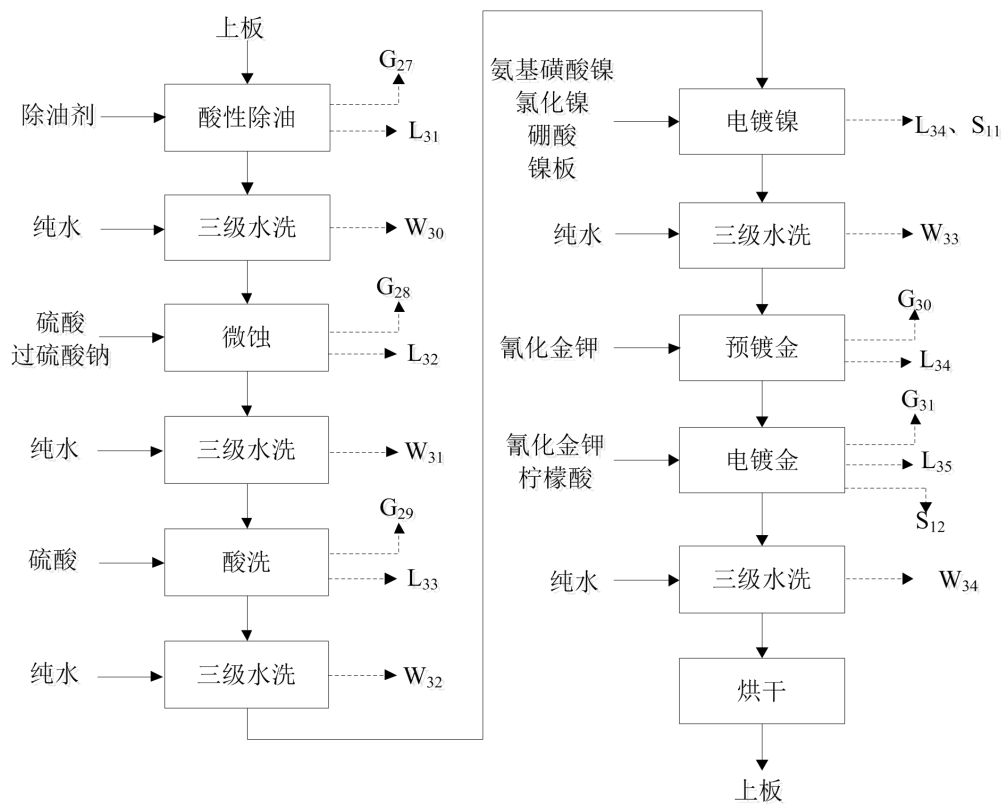 上板
G27
除油剂
酸性除油
L31
纯水
三级水洗
W30
G28
硫酸
过硫酸钠
微蚀
L32
纯水
三级水洗
W31
G29
硫酸
酸洗
L33
纯水
三级水洗
W32
氨基磺酸镍
氯化镍
硼酸
镍板
电镀镍
L34、S11
纯水
三级水洗
W33
G30
氰化金钾
预镀金
L34
G31
氰化金钾
柠檬酸
电镀金
L35
S12
纯水
三级水洗
W34
烘干
上板